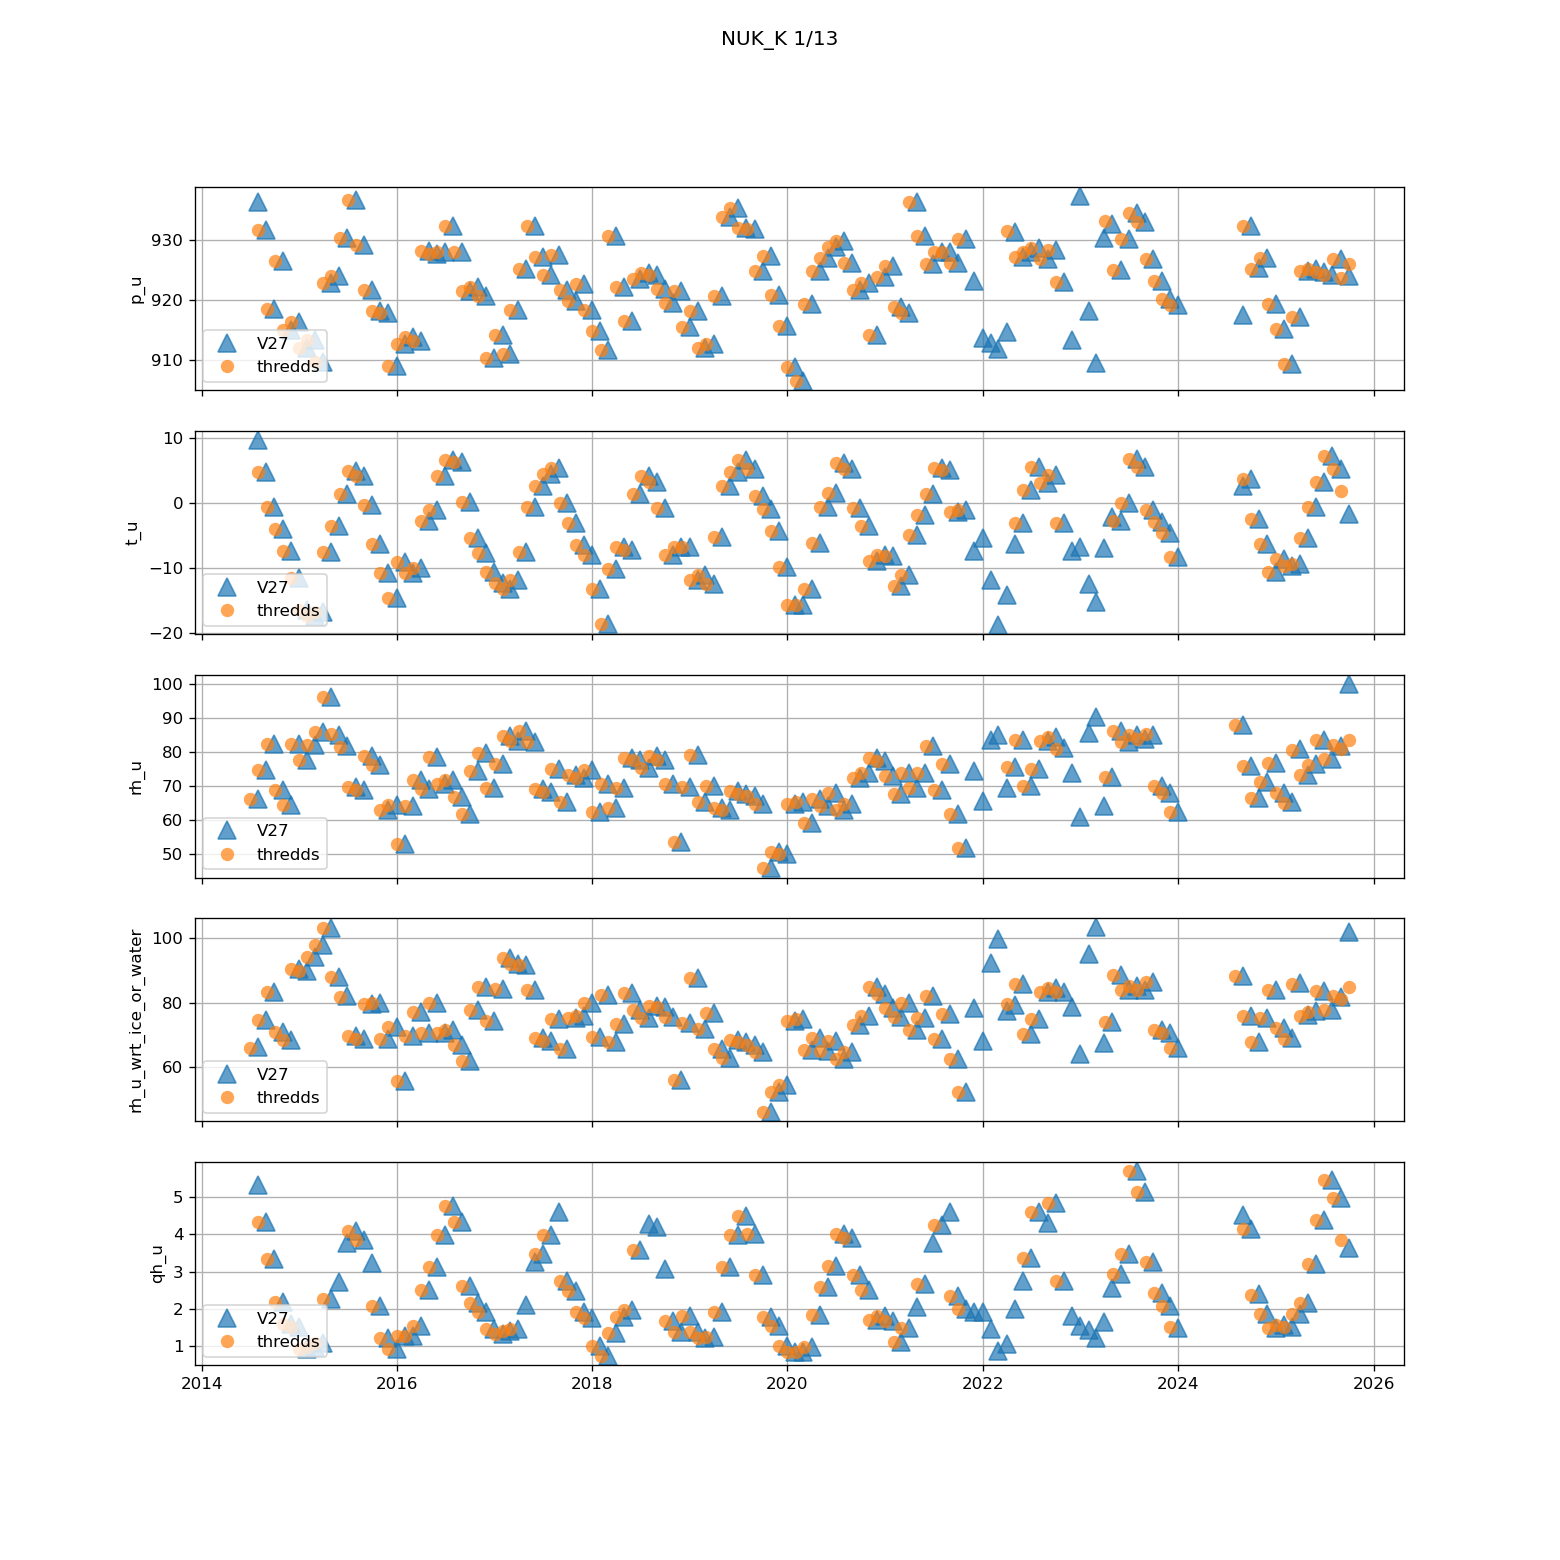 NUK_K 1/13
930
920
910
p_u
V27
thredds
10
0
−10
−20
t_u
V27
thredds
100
90
80
70
60
50
rh_u
V27
thredds
100
80
60
rh_u_wrt_ice_or_water
V27
thredds
5
4
3
2
1
qh_u
V27
thredds
2014 2016 2018 2020 2022 2024 2026